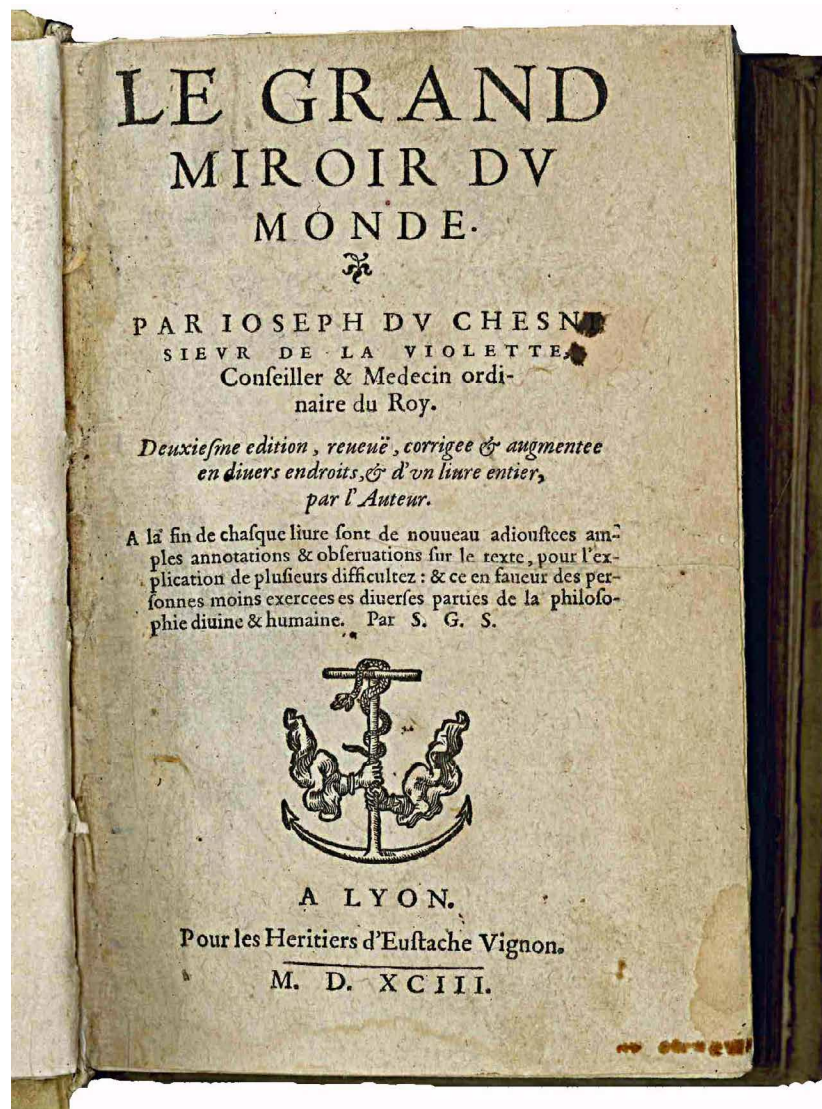 LE GRAND
MIROIR DV
MONDE.
PAR IOSEPH DV CHESNE
SIEVR DE LA VIOLETTE,
Conſeiller & Medecin ordi-
naire du Roy.
Deuxieſme edition, reueuë, corrigee & augmentee
en diuers endroits, & d'vn liure entier,
par l'Auteur.
A la fin de chaſque liure ſont de nouueau adiouſtees am-
ples annotations & obſeruations ſur le texte, pour l'ex-
plication de pluſieurs difficultez : & ce en faueur des per-
ſonnes moins exercees es diuerſes parties de la philoſo-
phie diuine & humaine. Par S. G. S.
A LYON.
Pour les Heritiers d'Euſtache Vignon.
M. D. XCIII.